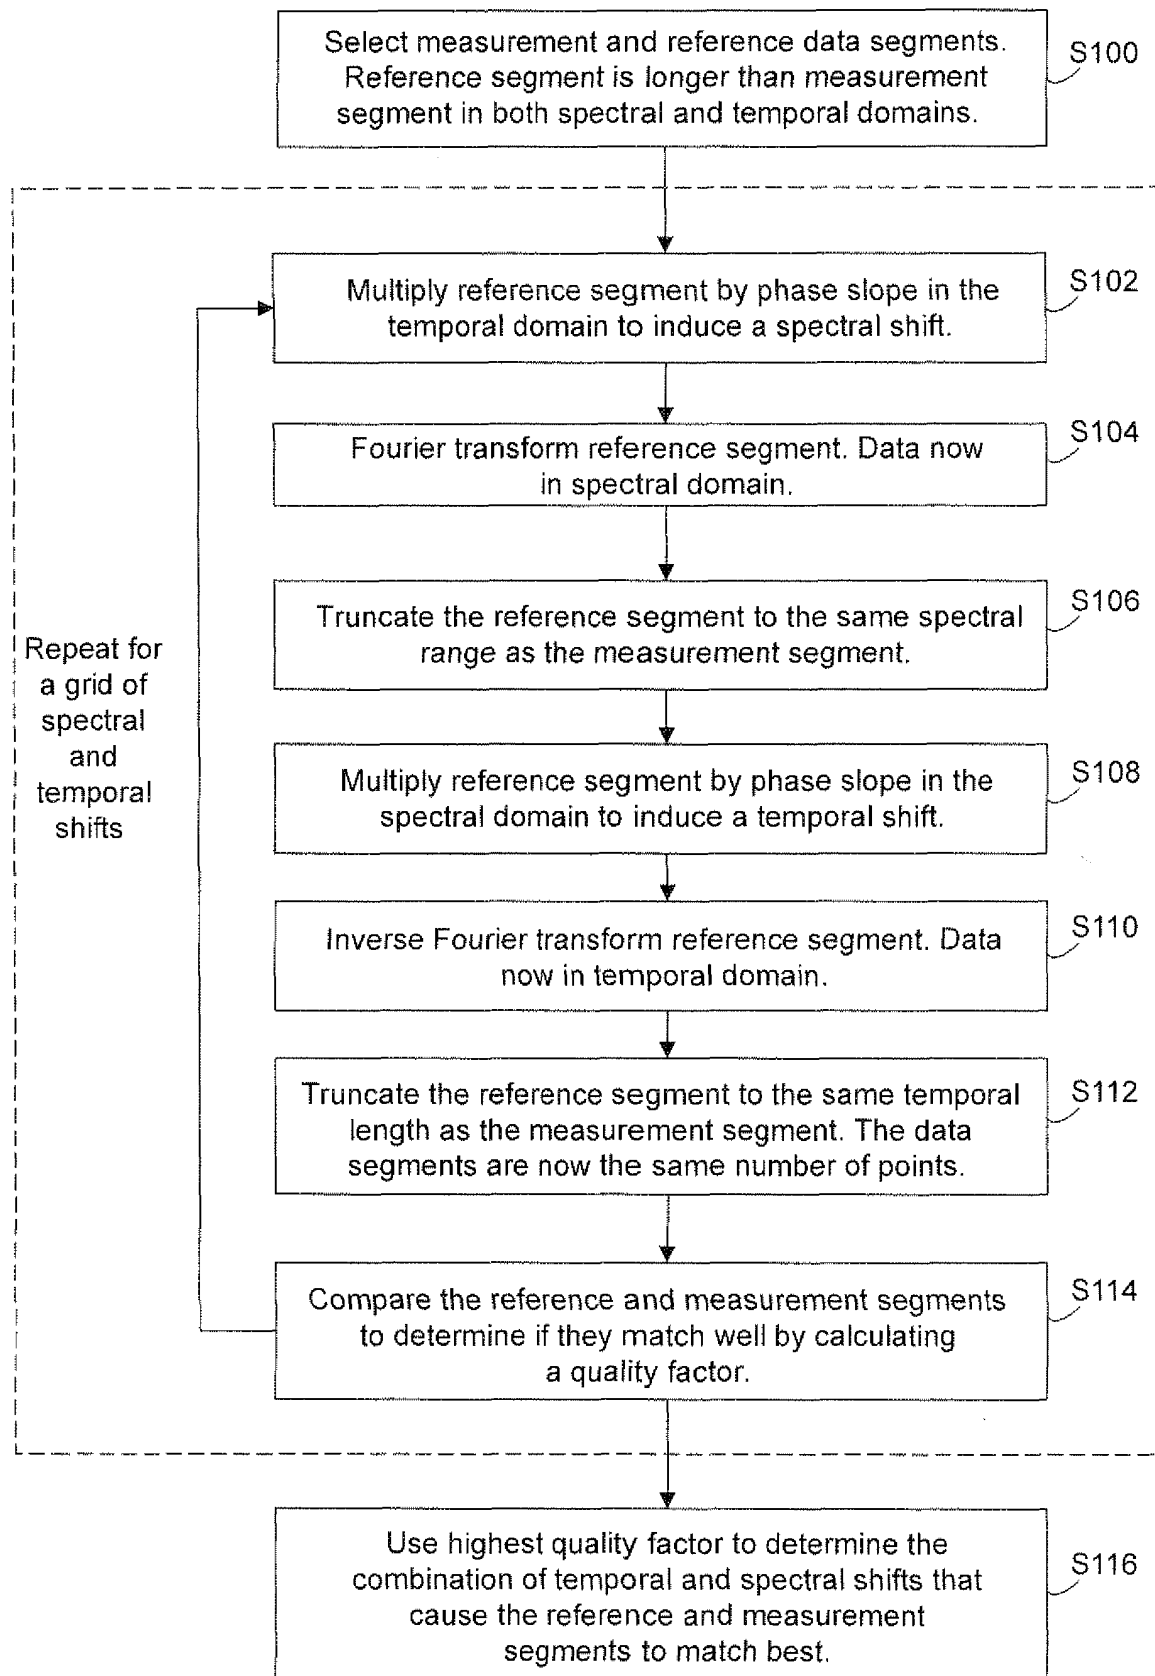 Select measurement and reference data segments.
Reference segment is longer than measurement
segment in both spectral and temporal domains.
S100
Multiply reference segment by phase slope in the
temporal domain to induce a spectral shift.
S102
Fourier transform reference segment. Data now
in spectral domain.
S104
Truncate the reference segment to the same spectral
range as the measurement segment.
S106
Repeat for
a grid of
spectral
and
temporal
shifts
Multiply reference segment by phase slope in the
spectral domain to induce a temporal shift.
S108
Inverse Fourier transform reference segment. Data
now in temporal domain.
S110
Truncate the reference segment to the same temporal
length as the measurement segment. The data
segments are now the same number of points.
S112
Compare the reference and measurement segments
to determine if they match well by calculating
a quality factor.
S114
Use highest quality factor to determine the
combination of temporal and spectral shifts that
cause the reference and measurement
segments to match best.
S116